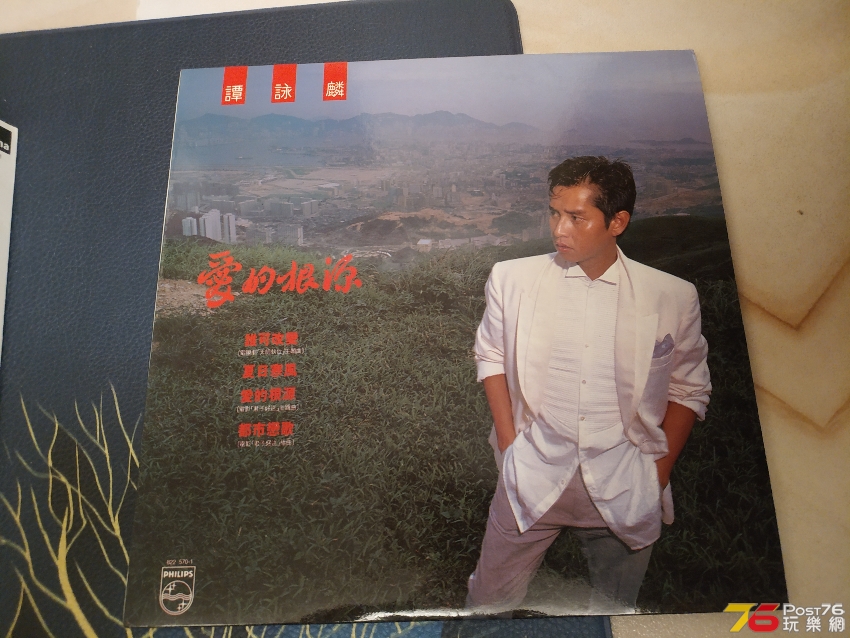 譚詠麟
愛的根源
誰可改變
夏日寒風
愛的根源
都市戀歌
822 570-1
PHILIPS
Post76
玩樂網